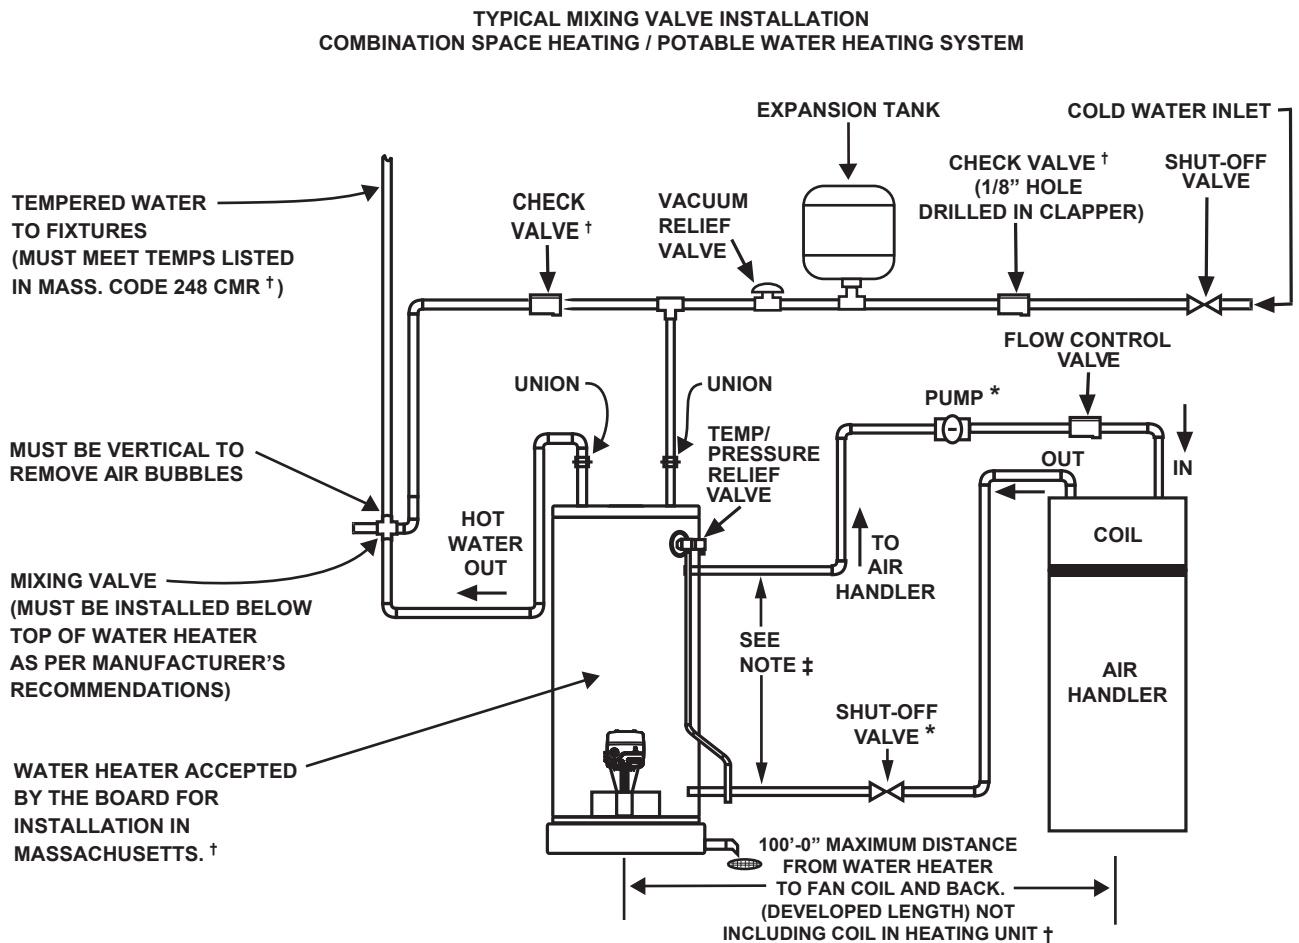 TYPICAL MIXING VALVE INSTALLATION
COMBINATION SPACE HEATING / POTABLE WATER HEATING SYSTEM
EXPANSION TANK
COLD WATER INLET
CHECK VALVE †
(1/8” HOLE
DRILLED IN CLAPPER)
SHUT-OFF
VALVE
TEMPERED WATER
TO FIXTURES
(MUST MEET TEMPS LISTED
IN MASS. CODE 248 CMR †)
CHECK
VALVE †
VACUUM
RELIEF
VALVE
FLOW CONTROL
VALVE
UNION
UNION
PUMP *
TEMP/
PRESSURE
RELIEF
VALVE
MUST BE VERTICAL TO
REMOVE AIR BUBBLES
OUT
IN
HOT
WATER
OUT
COIL
TO
AIR
HANDLER
MIXING VALVE
(MUST BE INSTALLED BELOW
TOP OF WATER HEATER
AS PER MANUFACTURER’S
RECOMMENDATIONS)
SEE
NOTE ‡
AIR
HANDLER
SHUT-OFF
VALVE *
WATER HEATER ACCEPTED
BY THE BOARD FOR
INSTALLATION IN
MASSACHUSETTS. †
100’-0” MAXIMUM DISTANCE
FROM WATER HEATER
TO FAN COIL AND BACK.
(DEVELOPED LENGTH) NOT
INCLUDING COIL IN HEATING UNIT †